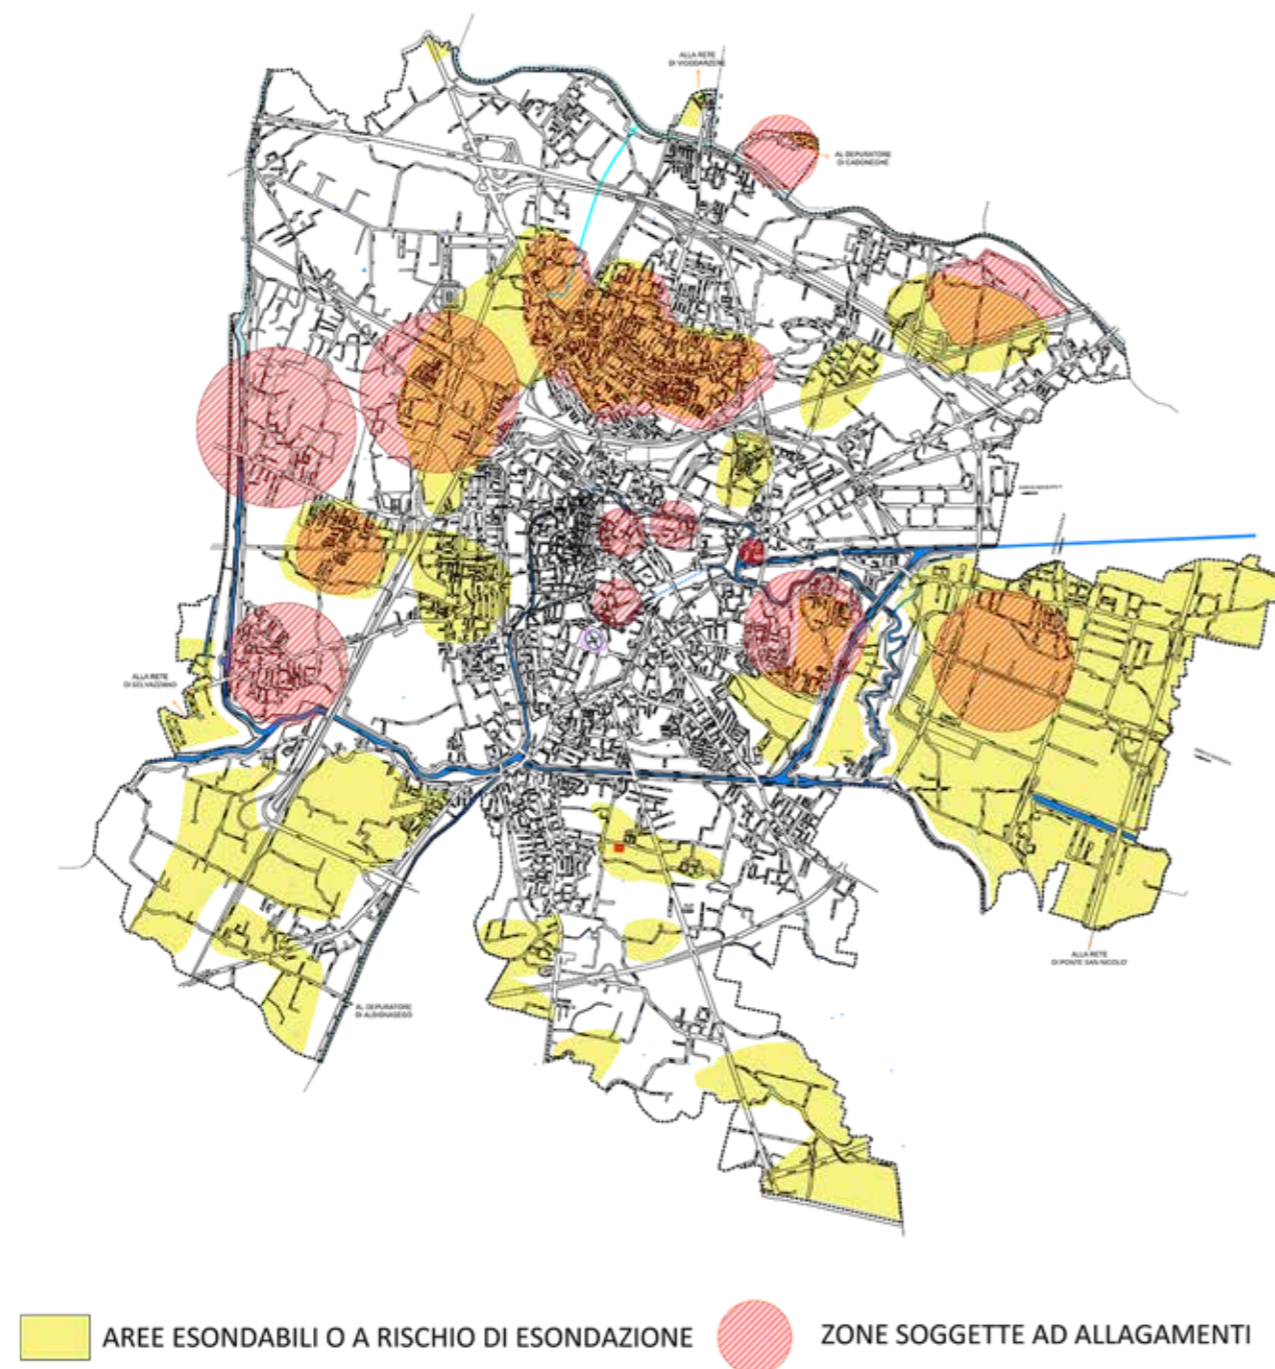 ALLA RETE
DI VIGODARZERE
AL DEPURATORE
DI CADONEGHE
ALLA RETE
DI SELVAZZANO
ALLA RETE
DI PONTE SAN NICOLO'
AL DEPURATORE
DI ALBIGNASEGO
AREE ESONDABILI O A RISCHIO DI ESONDAZIONE
ZONE SOGGETTE AD ALLAGAMENTI